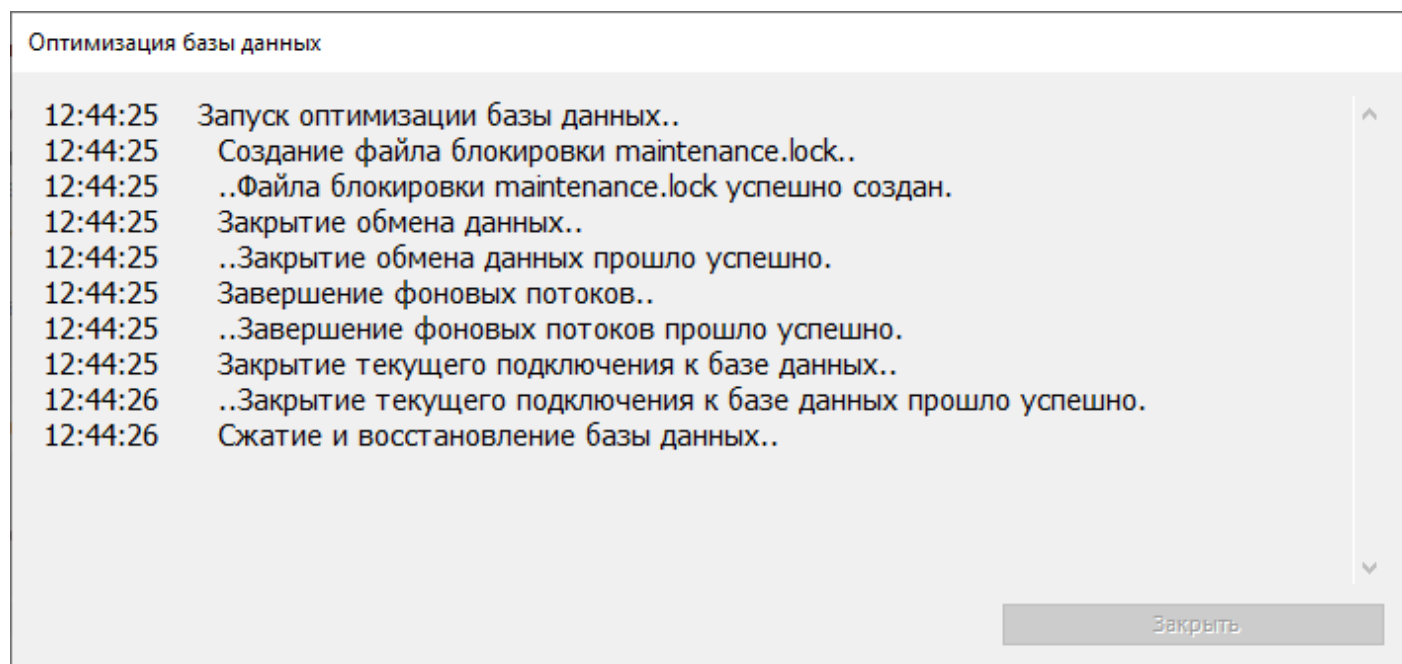 Оптимизация базы данных
12:44:25 Запуск оптимизации базы данных..
12:44:25 Создание файла блокировки maintenance.lock..
12:44:25 ..Файла блокировки maintenance.lock успешно создан.
12:44:25 Закрытие обмена данных..
12:44:25 ..Закрытие обмена данных прошло успешно.
12:44:25 Завершение фоновых потоков..
12:44:25 ..Завершение фоновых потоков прошло успешно.
12:44:25 Закрытие текущего подключения к базе данных..
12:44:26 ..Закрытие текущего подключения к базе данных прошло успешно.
12:44:26 Сжатие и восстановление базы данных..
Закрыть